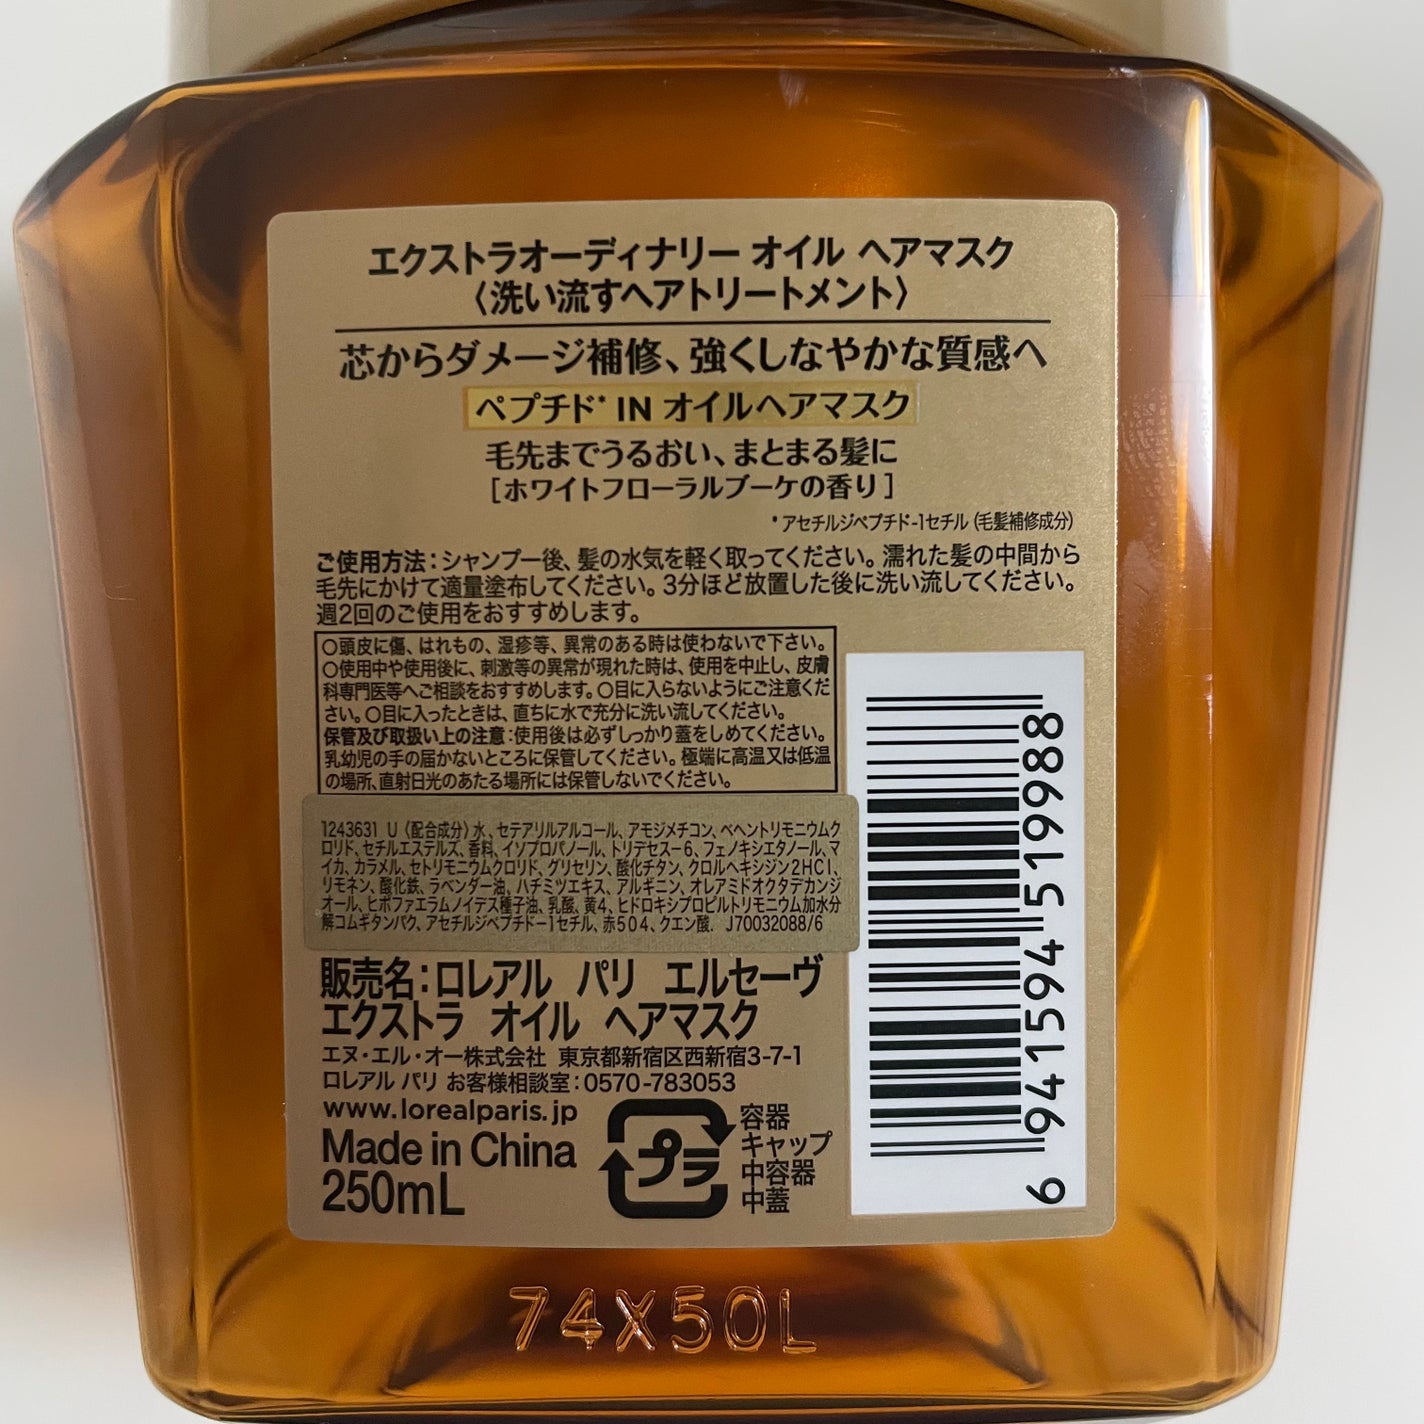 エクストラオーディナリー オイル ヘアマスク
〈洗い流すヘアトリートメント〉
芯からダメージ補修、強くしなやかな質感へ
ペプチド* IN オイルヘアマスク
毛先までうるおい、まとまる髪に
[ホワイトフローラルブーケの香り]
*アセチルジペプチド-1セチル (毛髪補修成分)
ご使用方法：シャンプー後、髪の水気を軽く取ってください。濡れた髪の中間から
毛先にかけて適量塗布してください。3分ほど放置した後に洗い流してください。
週2回のご使用をおすすめします。
○頭皮に傷、はれもの、湿疹等、異常のある時は使わないで下さい。
○使用中や使用後に、刺激等の異常が現れた時は、使用を中止し、皮膚
科専門医等へご相談をおすすめします。○目に入らないようにご注意くだ
さい。○目に入ったときは、直ちに水で充分に洗い流してください。
保管及び取扱い上の注意：使用後は必ずしっかり蓋をしめてください。
乳幼児の手の届かないところに保管してください。極端に高温又は低温
の場所、直射日光のあたる場所には保管しないでください。
1243631 U 〈配合成分〉水、セテアリルアルコール、アモジメチコン、ベヘントリモニウムク
ロリド、セチルエステルズ、香料、イソプロパノール、トリデセス-6、フェノキシエタノール、マ
イカ、カラメル、セトリモニウムクロリド、グリセリン、酸化チタン、クロルヘキシジン2HCl、
リモネン、酸化鉄、ラベンダー油、ハチミツエキス、アルギニン、オレアミドオクタデカンジ
オール、ヒポファエラムノイデス種子油、乳酸、黄4、ヒドロキシプロピルトリモニウム加水分
解コムギタンパク、アセチルジペプチド-1セチル、赤504、クエン酸. J70032088/6
販売名：ロレアル パリ エルセーヴ
エクストラ オイル ヘアマスク
エヌ・エル・オー株式会社 東京都新宿区西新宿3-7-1
ロレアル パリ お客様相談室：0570-783053
www.lorealparis.jp
Made in China
250mL
プラ
容器
キャップ
中容器
中蓋
6 941594 519988
74X50L